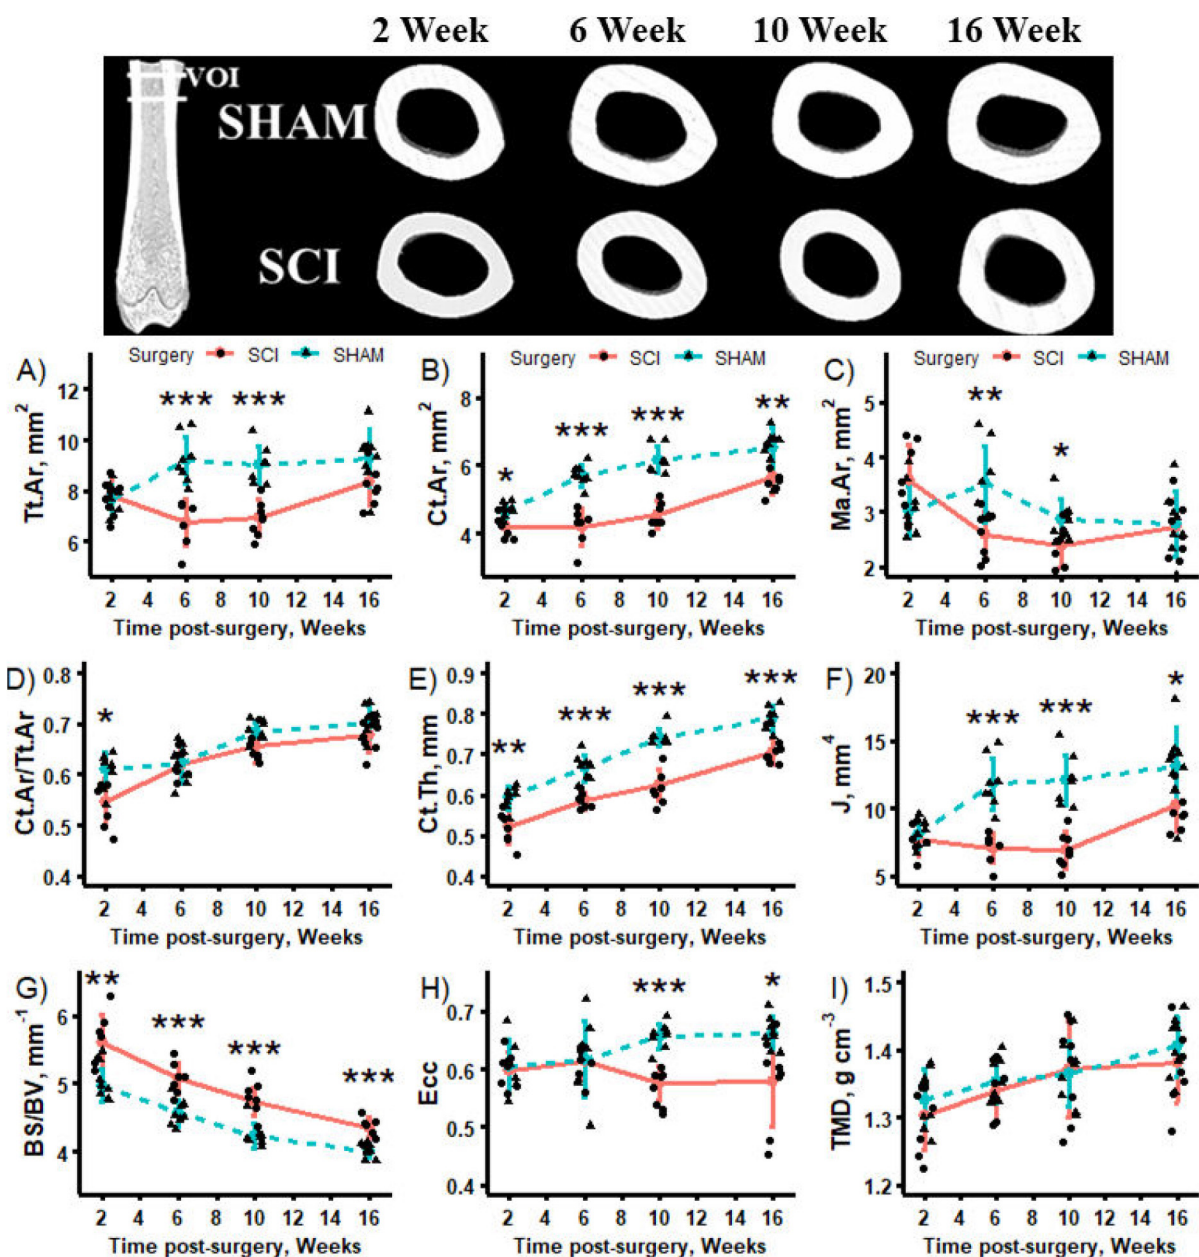 2 Week 6 Week 10 Week 16 Week
VOI
SHAM
SCI
Surgery SCI SHAM
A)
***
***
Tt.Ar, mm²
12
10
8
6
2 4 6 8 10 12 14 16
Time post-surgery, Weeks
Surgery SCI SHAM
B)
*
***
***
**
Ct.Ar, mm²
8
6
4
2 4 6 8 10 12 14 16
Time post-surgery, Weeks
Surgery SCI SHAM
C)
**
*
Ma.Ar, mm²
5
4
3
2
2 4 6 8 10 12 14 16
Time post-surgery, Weeks
D)
*
Ct.Ar/Tt.Ar
0.8
0.7
0.6
0.5
0.4
2 4 6 8 10 12 14 16
Time post-surgery, Weeks
E)
**
***
***
***
Ct.Th, mm
0.9
0.8
0.7
0.6
0.5
0.4
2 4 6 8 10 12 14 16
Time post-surgery, Weeks
F)
***
***
*
J, mm⁴
20
15
10
5
2 4 6 8 10 12 14 16
Time post-surgery, Weeks
G)
**
***
***
***
BS/BV, mm⁻¹
6
5
4
2 4 6 8 10 12 14 16
Time post-surgery, Weeks
H)
***
*
Ecc
0.7
0.6
0.5
0.4
2 4 6 8 10 12 14 16
Time post-surgery, Weeks
I)
TMD, g cm⁻³
1.5
1.4
1.3
1.2
2 4 6 8 10 12 14 16
Time post-surgery, Weeks